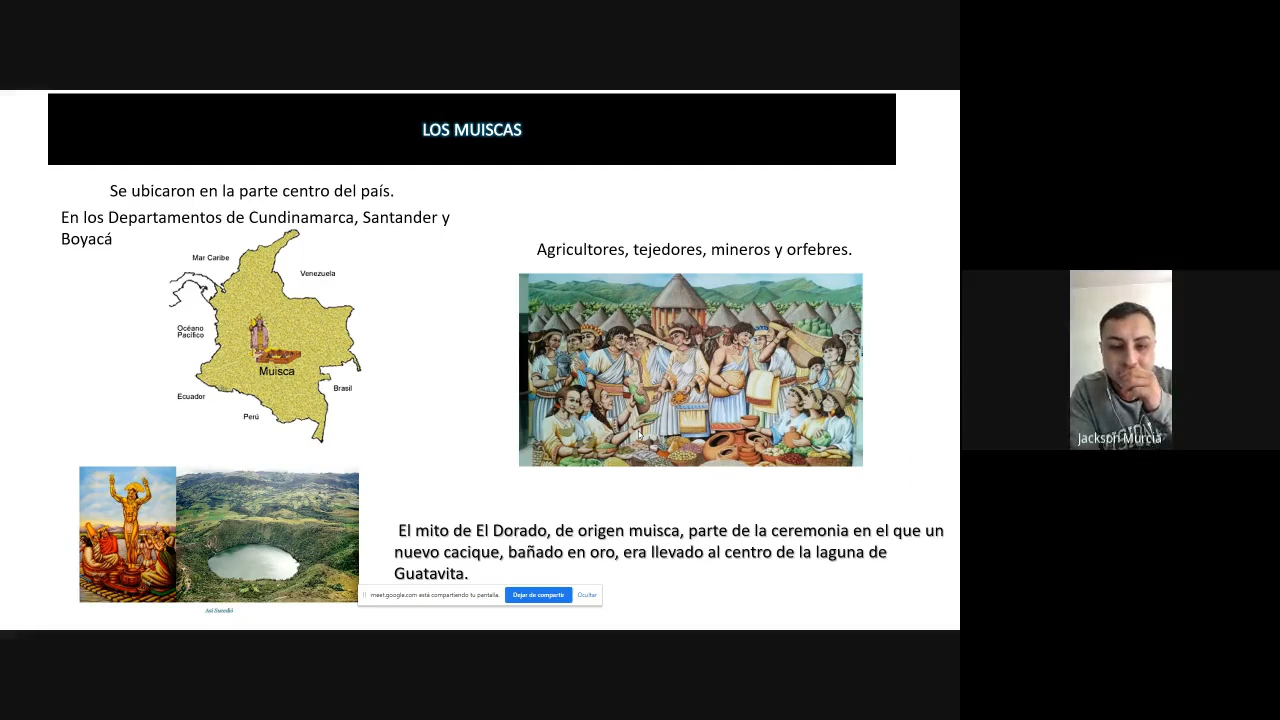 LOS MUISCAS
Se ubicaron en la parte centro del país.
En los Departamentos de Cundinamarca, Santander y
Boyacá
Mar Caribe
Venezuela
Océano
Pacífico
Muisca
Brasil
Ecuador
Perú
Agricultores, tejedores, mineros y orfebres.
El mito de El Dorado, de origen muisca, parte de la ceremonia en el que un
nuevo cacique, bañado en oro, era llevado al centro de la laguna de
Guatavita.
meet.google.com está compartiendo tu pantalla.
Dejar de compartir
Ocultar
Así Sucedió
Jackson Murcia